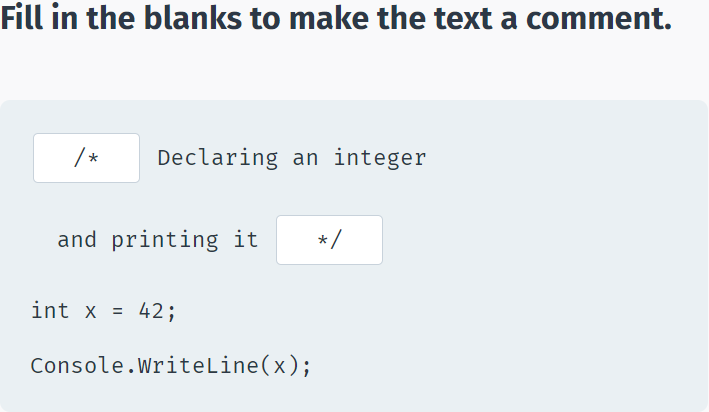 Fill in the blanks to make the text a comment.
/* Declaring an integer
and printing it */
int x = 42;
Console.WriteLine(x);